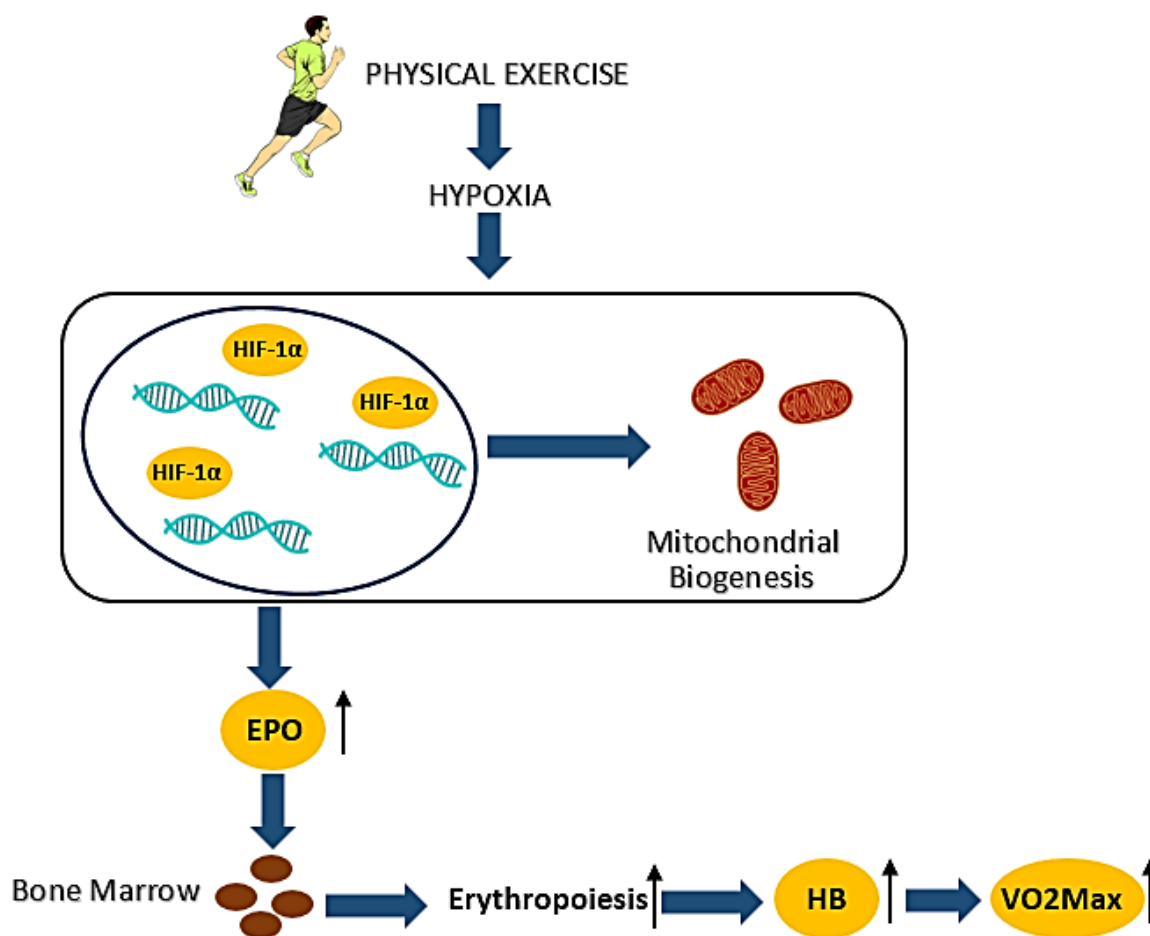 PHYSICAL EXERCISE
HYPOXIA
HIF-1α
HIF-1α
HIF-1α
Mitochondrial
Biogenesis
EPO
Bone Marrow
Erythropoiesis
HB
VO2Max